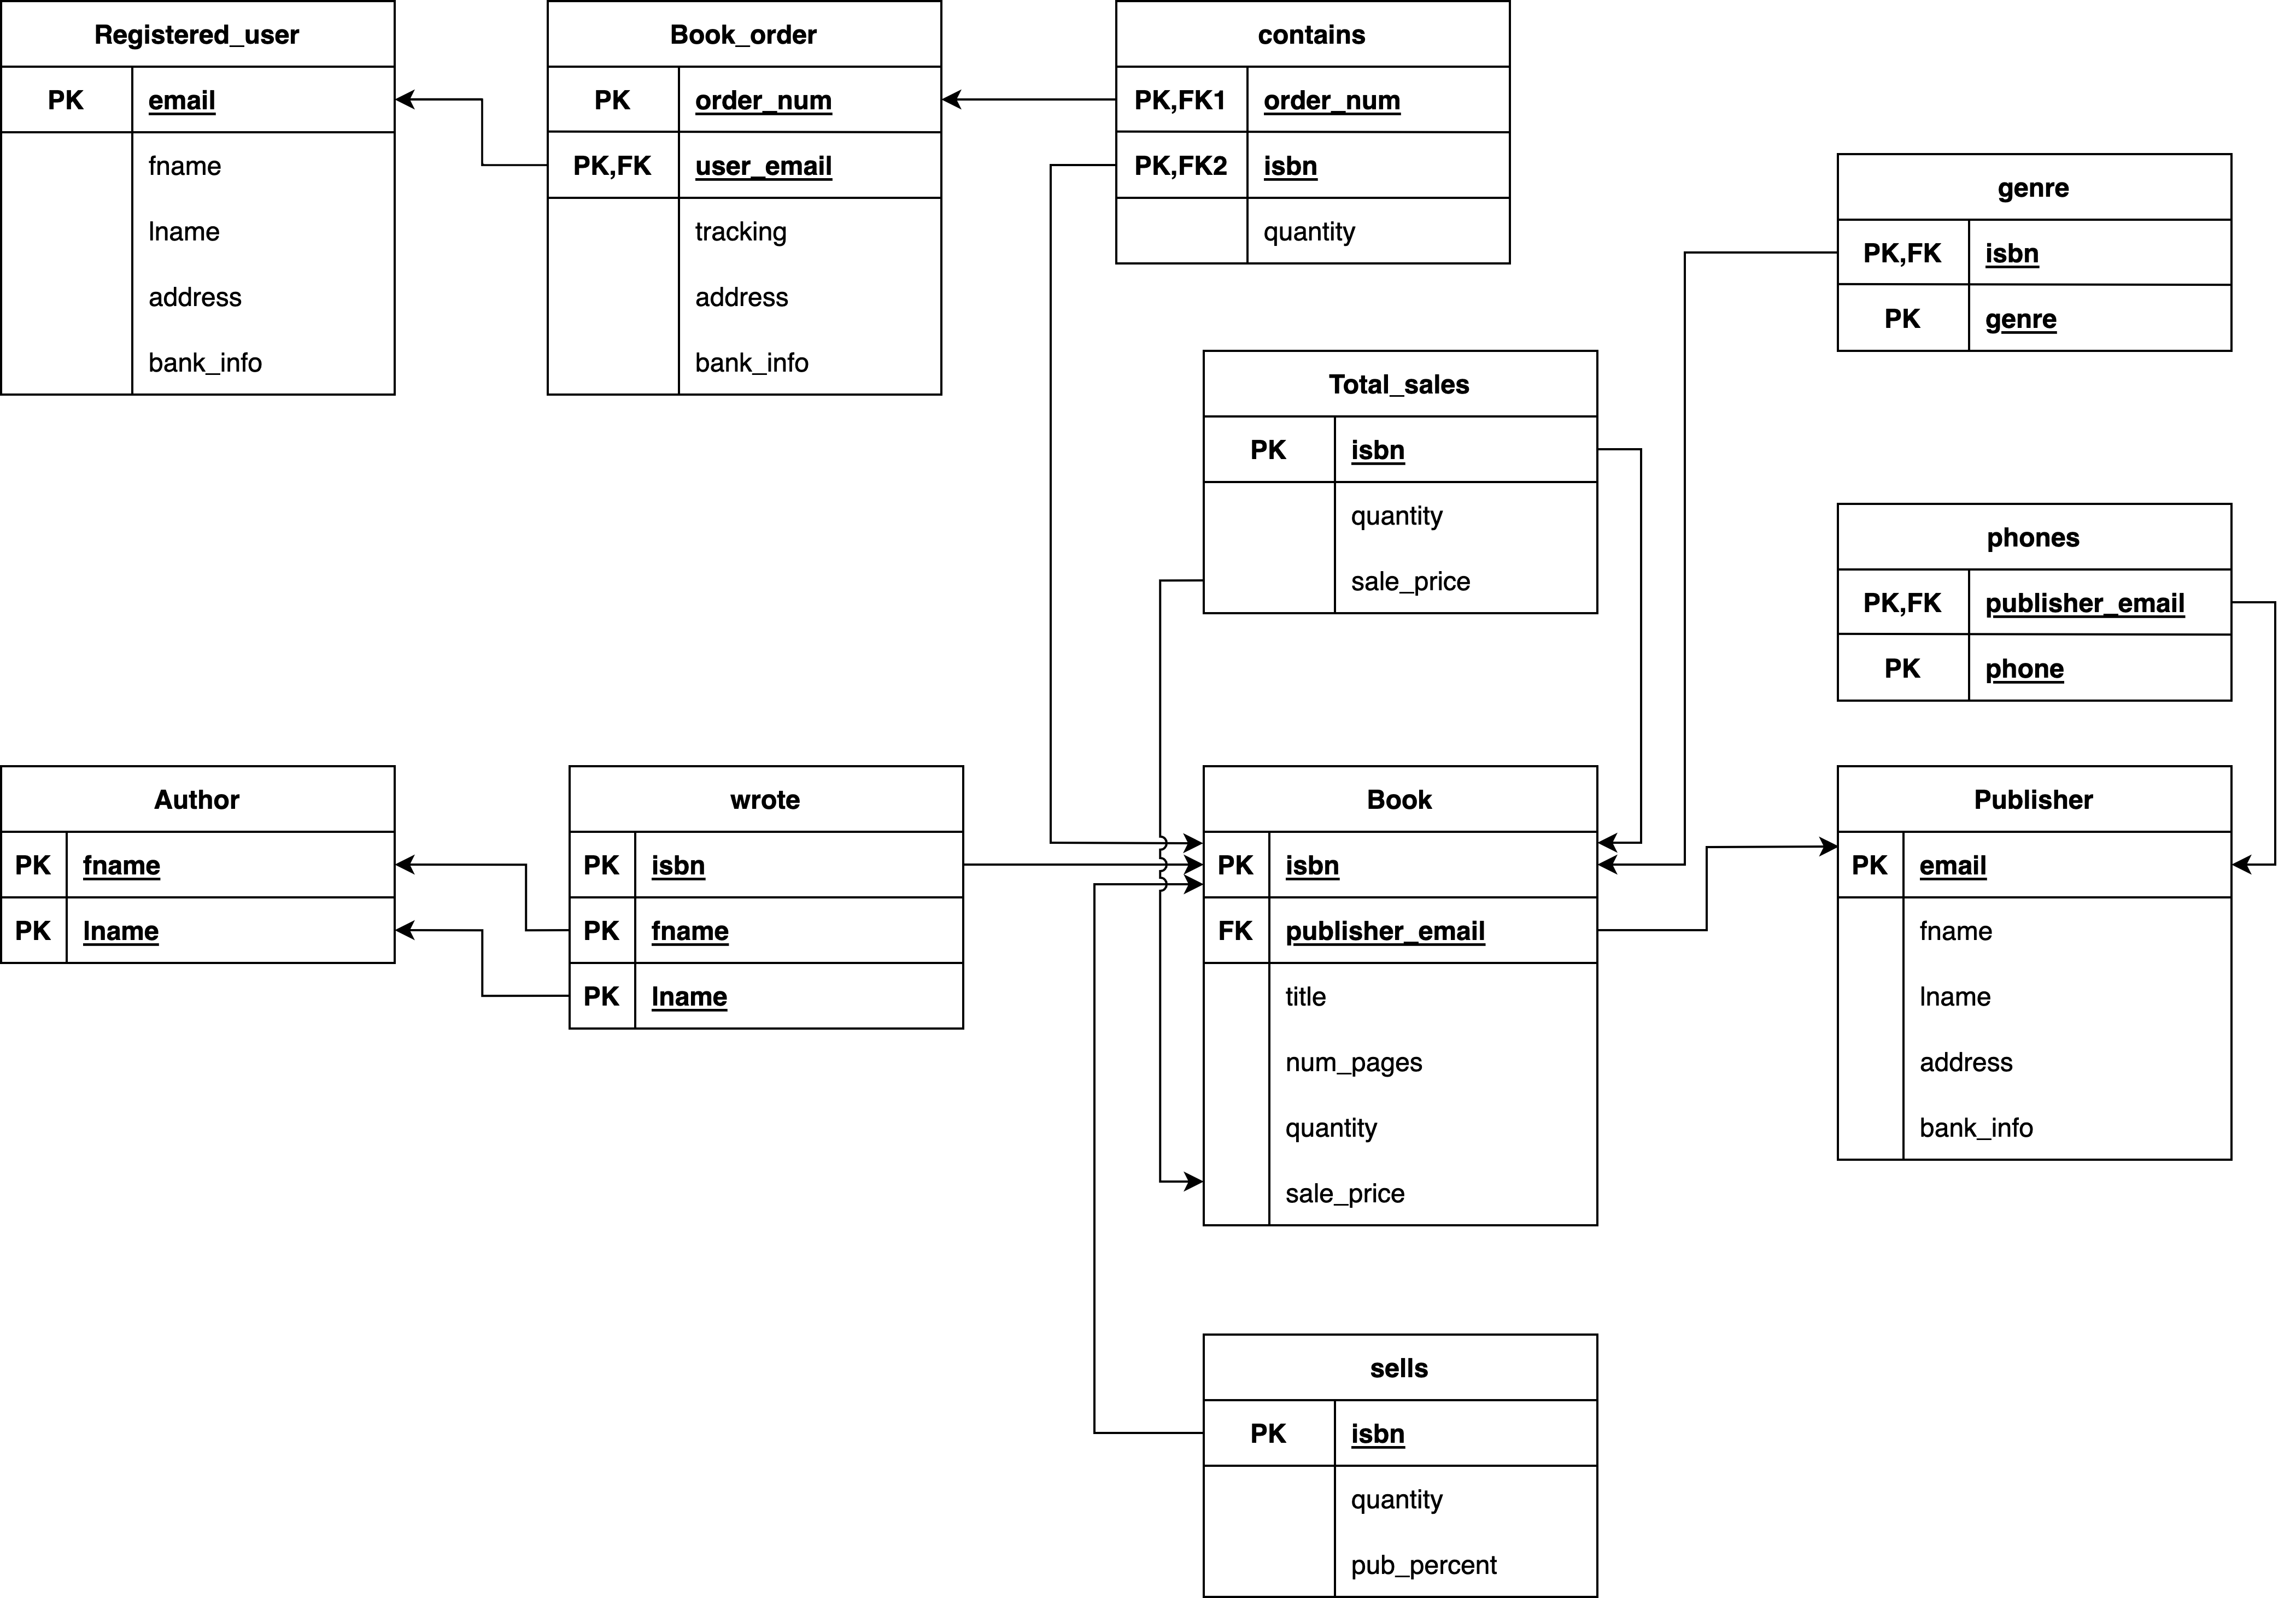 Registered_user
PK email
fname
lname
address
bank_info
Book_order
PK order_num
PK,FK user_email
tracking
address
bank_info
contains
PK,FK1 order_num
PK,FK2 isbn
quantity
genre
PK,FK isbn
PK genre
Total_sales
PK isbn
quantity
sale_price
phones
PK,FK publisher_email
PK phone
Author
PK fname
PK lname
wrote
PK isbn
PK fname
PK lname
Book
PK isbn
FK publisher_email
title
num_pages
quantity
sale_price
Publisher
PK email
fname
lname
address
bank_info
sells
PK isbn
quantity
pub_percent